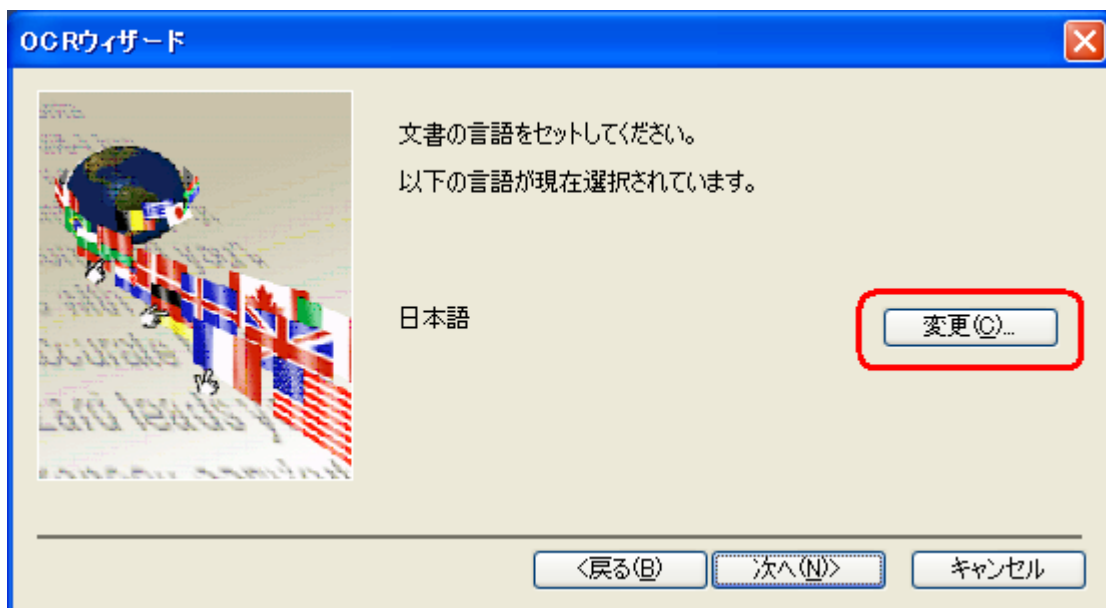 OCRウィザード
文書の言語をセットしてください。
以下の言語が現在選択されています。
日本語
変更(C)...
<戻る(B)
次へ(N)>
キャンセル